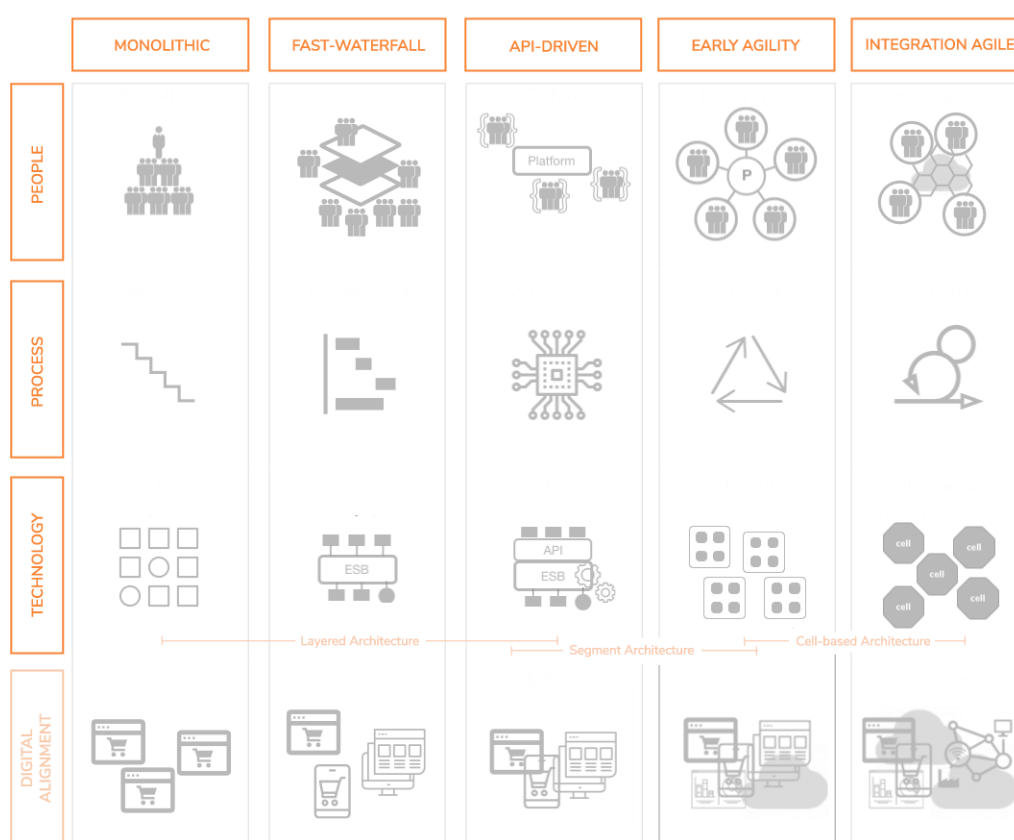 MONOLITHIC
FAST-WATERFALL
API-DRIVEN
EARLY AGILITY
INTEGRATION AGILE
PEOPLE
Platform
P
PROCESS
TECHNOLOGY
ESB
API
ESB
cell
cell
cell
cell
cell
Layered Architecture
Segment Architecture
Cell-based Architecture
DIGITAL
ALIGNMENT